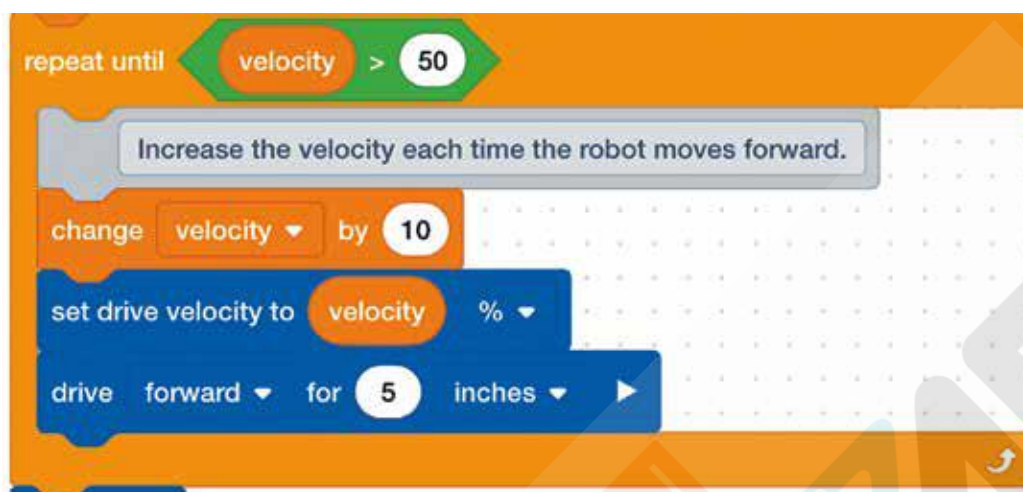 repeat until velocity > 50
Increase the velocity each time the robot moves forward.
change velocity by 10
set drive velocity to velocity %
drive forward for 5 inches